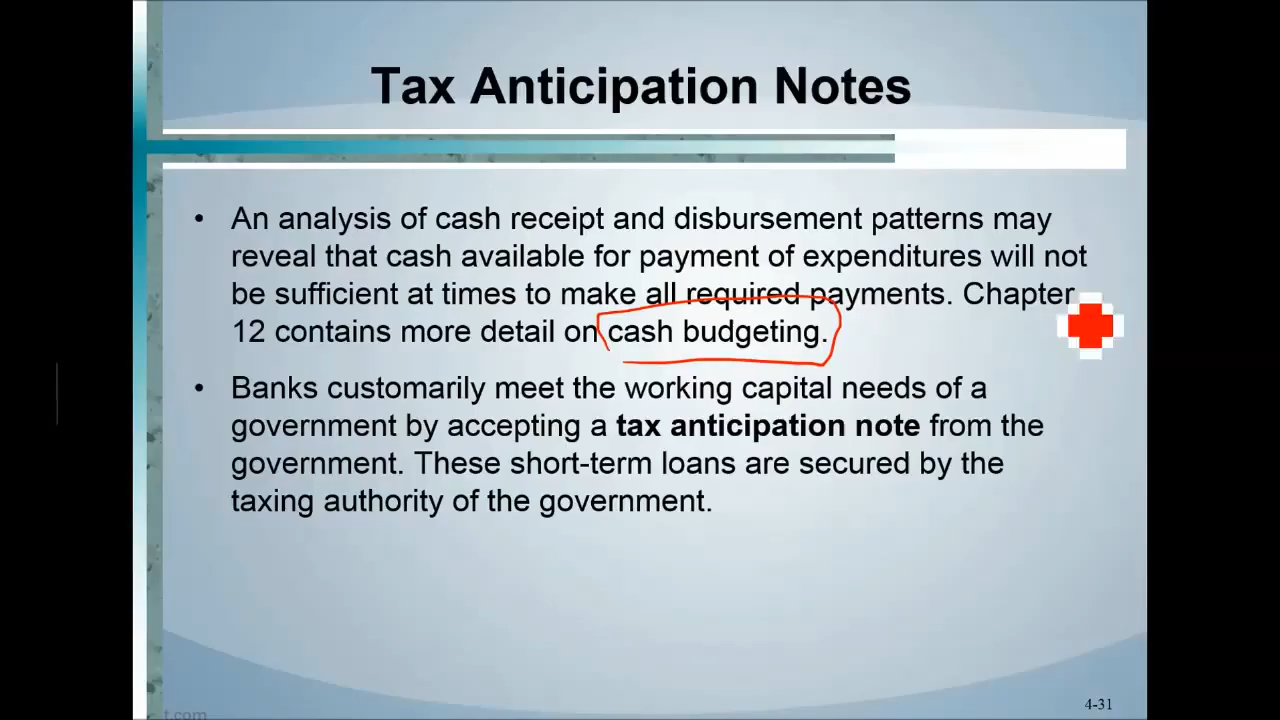 Tax Anticipation Notes
• An analysis of cash receipt and disbursement patterns may
reveal that cash available for payment of expenditures will not
be sufficient at times to make all required payments. Chapter
12 contains more detail on cash budgeting.
• Banks customarily meet the working capital needs of a
government by accepting a tax anticipation note from the
government. These short-term loans are secured by the
taxing authority of the government.
4-31
t.com